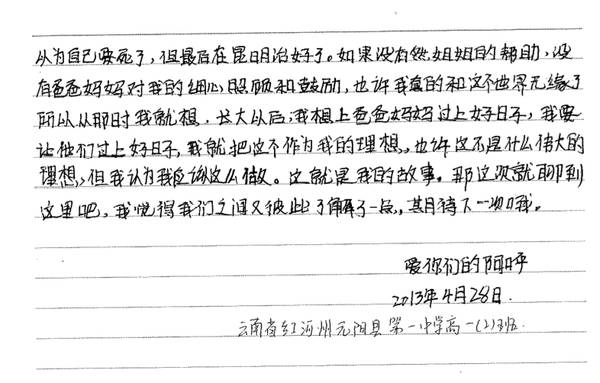 以为自己要死了，但最后在昆明治好了。如果没有然姐姐的帮助，没
有爸爸妈妈对我的细心照顾和鼓励，也许我真的和这个世界无缘了
所以从那时我就想，长大以后，我想上爸爸妈妈过上好日子，我要
让他们过上好日子，我就把这个作为我的理想，也许这不是什么伟大的
理想，但我认为我应该这么做。这就是我的故事。那这次就聊到
这里吧，我觉得我们之间又彼此了解了一点，期待下一次哦。
爱你们的阿呼
2013年4月28日.
云南省红河州元阳县第一中学高一(2)班